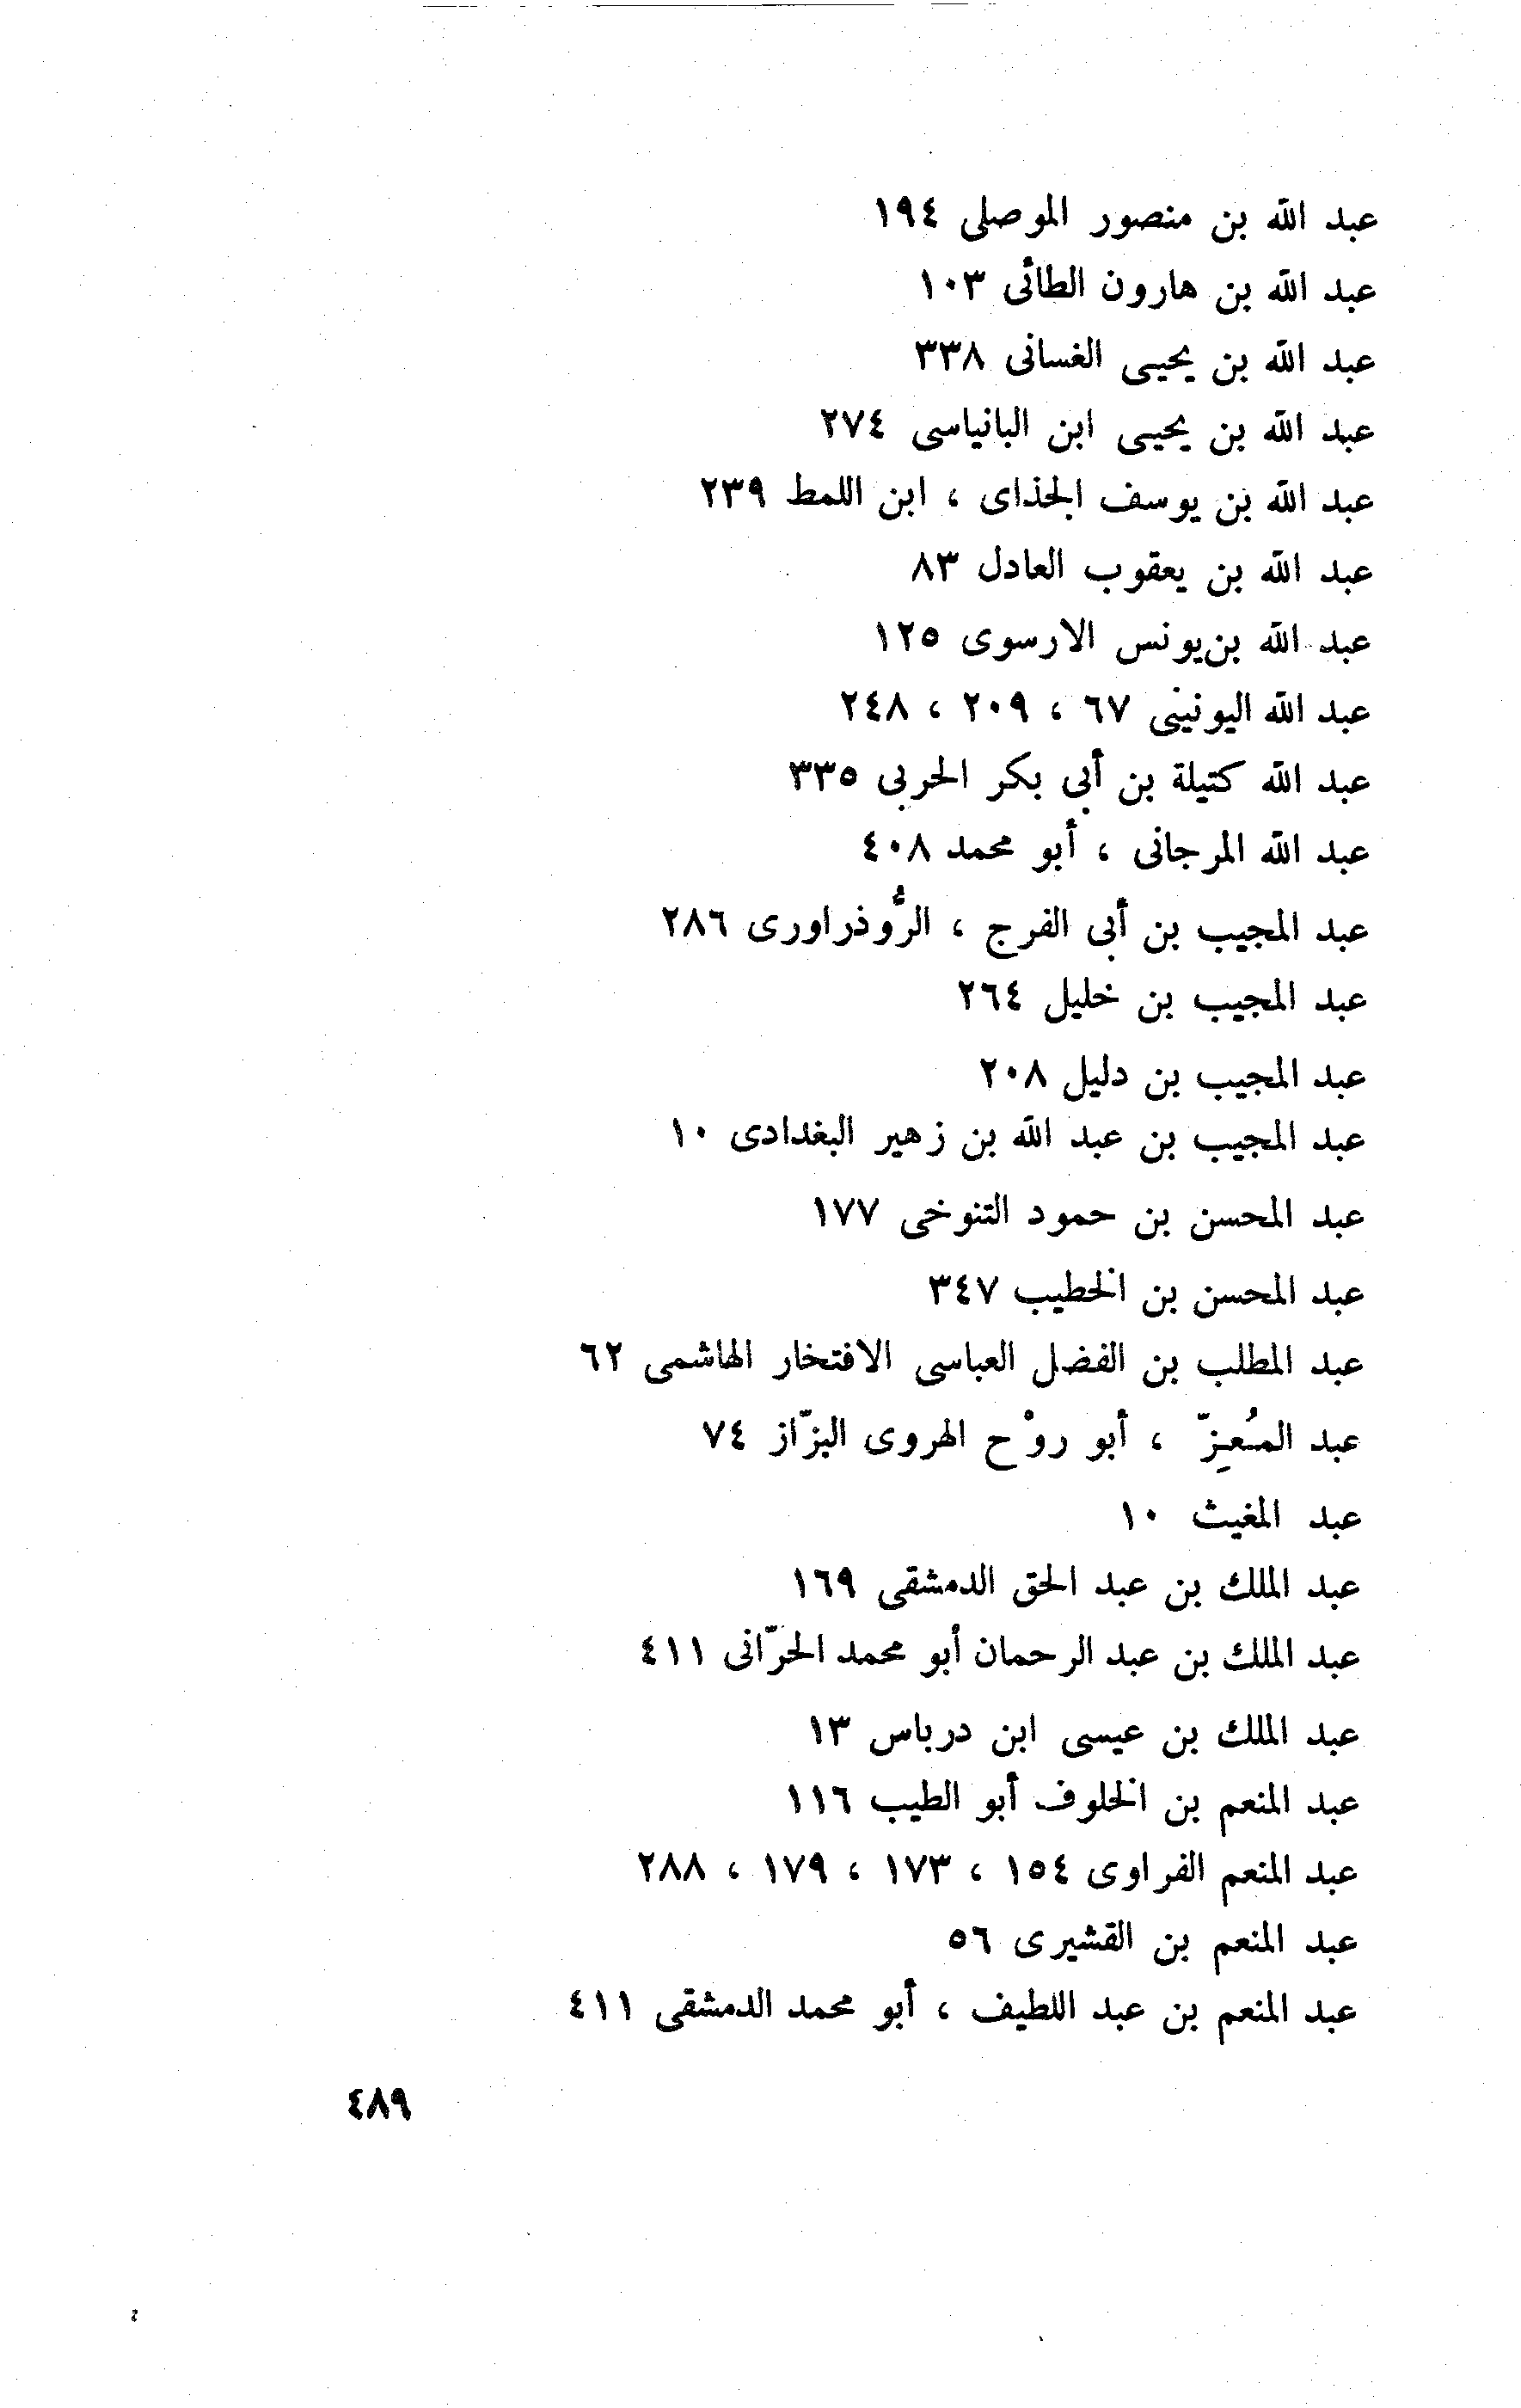 عبد الله بن منصور الموصلى ١٩٤
عبد الله بن هارون الطائى ١٠٣
عبد الله بن يحيى الغسانى ٣٣٨
عبد الله بن يحيى ابن البانياسى ٢٧٤
عبد الله بن يوسف الجذاى ، ابن اللمط ٢٣٩
عبد الله بن يعقوب العادل ٨٣
عبد الله بن يونس الارسوى ١٢٥
عبد الله اليونينى ٦٧ ، ٢٠٩ ، ٢٤٨
عبد الله كتيلة بن أبي بكر الحربى ٣٣٥
عبد الله المرجانى ، أبو محمد ٤٠٨
عبد المجيب بن أبى الفرج ، الرُّوذراورى ٢٨٦
عبد المجيب بن خليل ٢٦٤
عبد المجيب بن دليل ٢٠٨
عبد المجيب بن عبد الله بن زهير البغدادى ١٠
عبد المحسن بن حمود التنوخى ١٧٧
عبد المحسن بن الخطيب ٣٤٧
عبد المطلب بن الفضل العباسى الافتخار الهاشمى ٦٢
عبد المُعِزّ ، أبو روْح الهروى البزّاز ٧٤
عبد المغيث ١٠
عبد الملك بن عبد الحق الدمشقى ١٦٩
عبد الملك بن عبد الرحمان أبو محمد الحرّانى ٤١١
عبد الملك بن عيسى ابن درباس ١٣
عبد المنعم بن الخلوف أبو الطيب ١١٦
عبد المنعم الفراوى ١٥٤ ، ١٧٣ ، ١٧٩ ، ٢٨٨
عبد المنعم بن القشيرى ٥٦
عبد المنعم بن عبد اللطيف ، أبو محمد الدمشقى ٤١١
٤٨٩